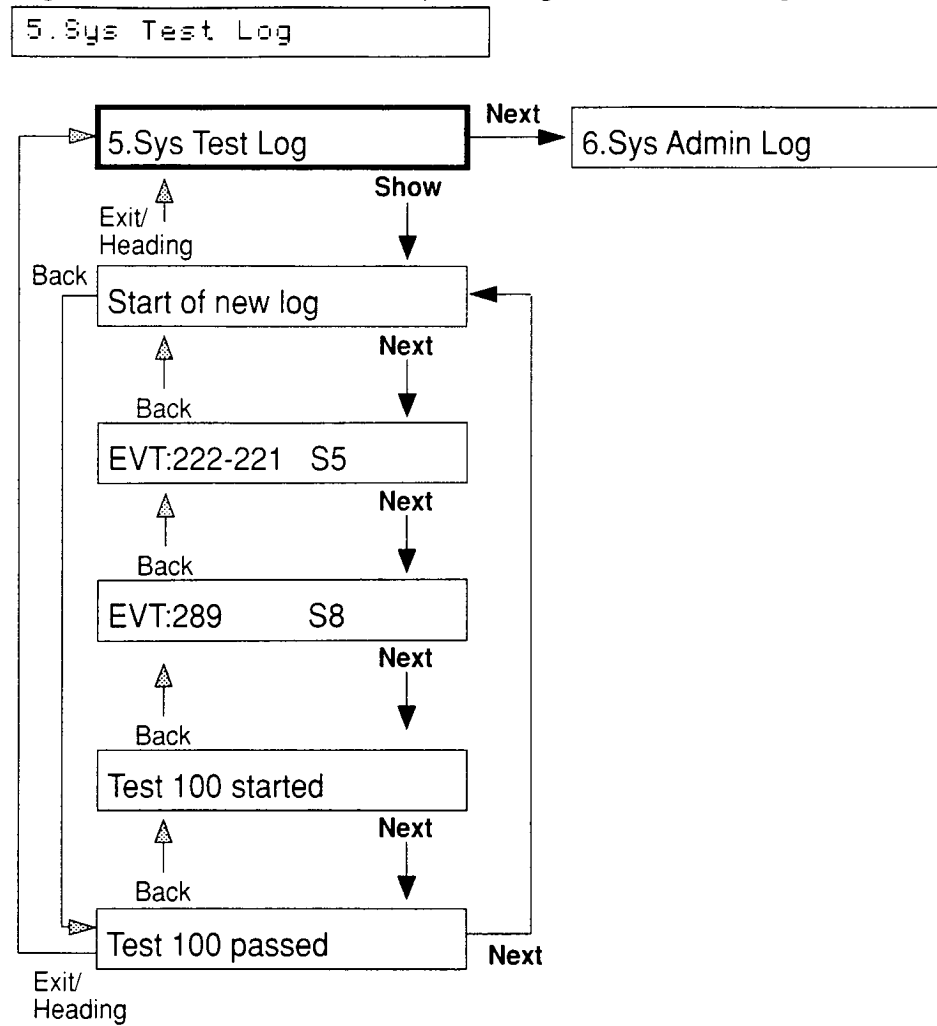 5.Sys Test Log
Next
5.Sys Test Log
6.Sys Admin Log
Show
Exit/
Heading
Back
Start of new log
Next
Back
EVT:222-221 S5
Next
Back
EVT:289 S8
Next
Back
Test 100 started
Next
Back
Test 100 passed
Next
Exit/
Heading